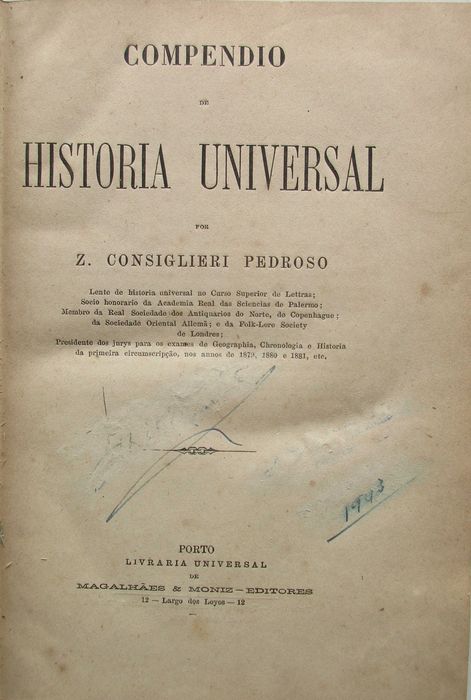 COMPENDIO
DE
HISTORIA UNIVERSAL
POR
Z. CONSIGLIERI PEDROSO
Lente de historia universal no Curso Superior de Lettras;
Socio honorario da Academia Real das Sciencias de Palermo;
Membro da Real Sociedade dos Antiquarios do Norte, de Copenhague;
da Sociedade Oriental Allemã; e da Folk-Lore Society
de Londres;
Presidente dos jurys para os exames de Geographia, Chronologia e Historia
da primeira circumscripção, nos annos de 1879, 1880 e 1881, etc.
1943
PORTO
LIVRARIA UNIVERSAL
DE
MAGALHÃES & MONIZ—EDITORES
12 — Largo dos Loyos — 12